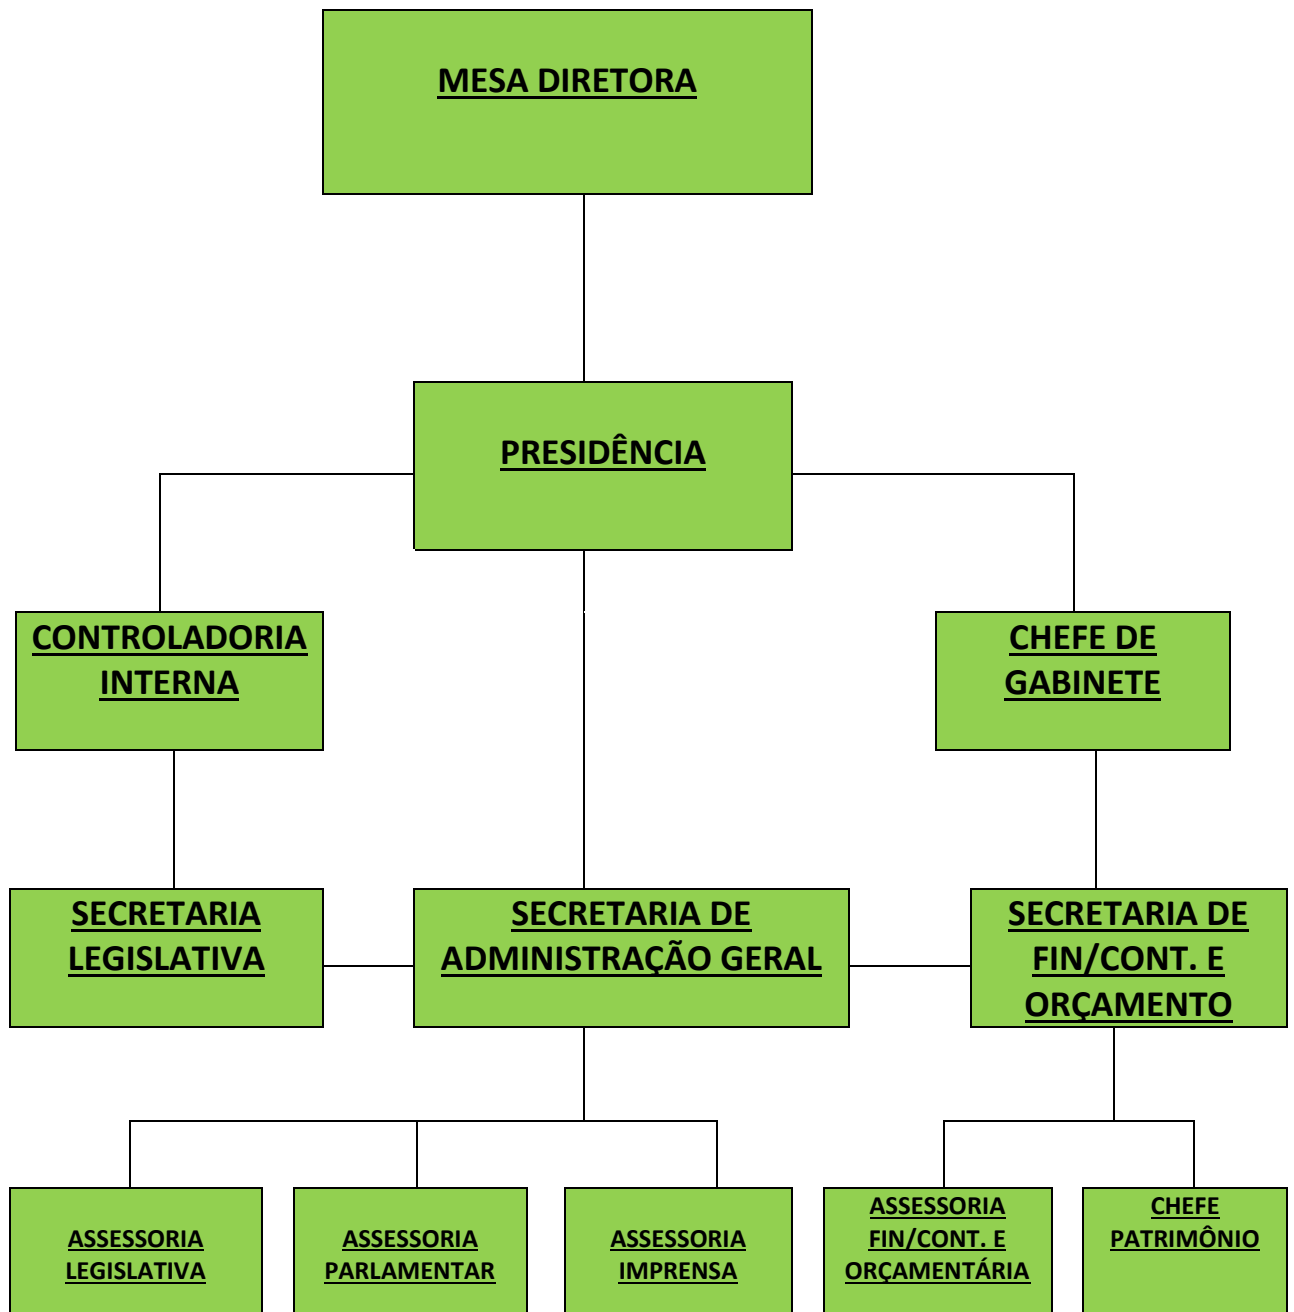 MESA DIRETORA
PRESIDÊNCIA
CONTROLADORIA
INTERNA
CHEFE DE
GABINETE
SECRETARIA
LEGISLATIVA
SECRETARIA DE
ADMINISTRAÇÃO GERAL
SECRETARIA DE
FIN/CONT. E
ORÇAMENTO
ASSESSORIA
LEGISLATIVA
ASSESSORIA
PARLAMENTAR
ASSESSORIA
IMPRENSA
ASSESSORIA
FIN/CONT. E
ORÇAMENTÁRIA
CHEFE
PATRIMÔNIO